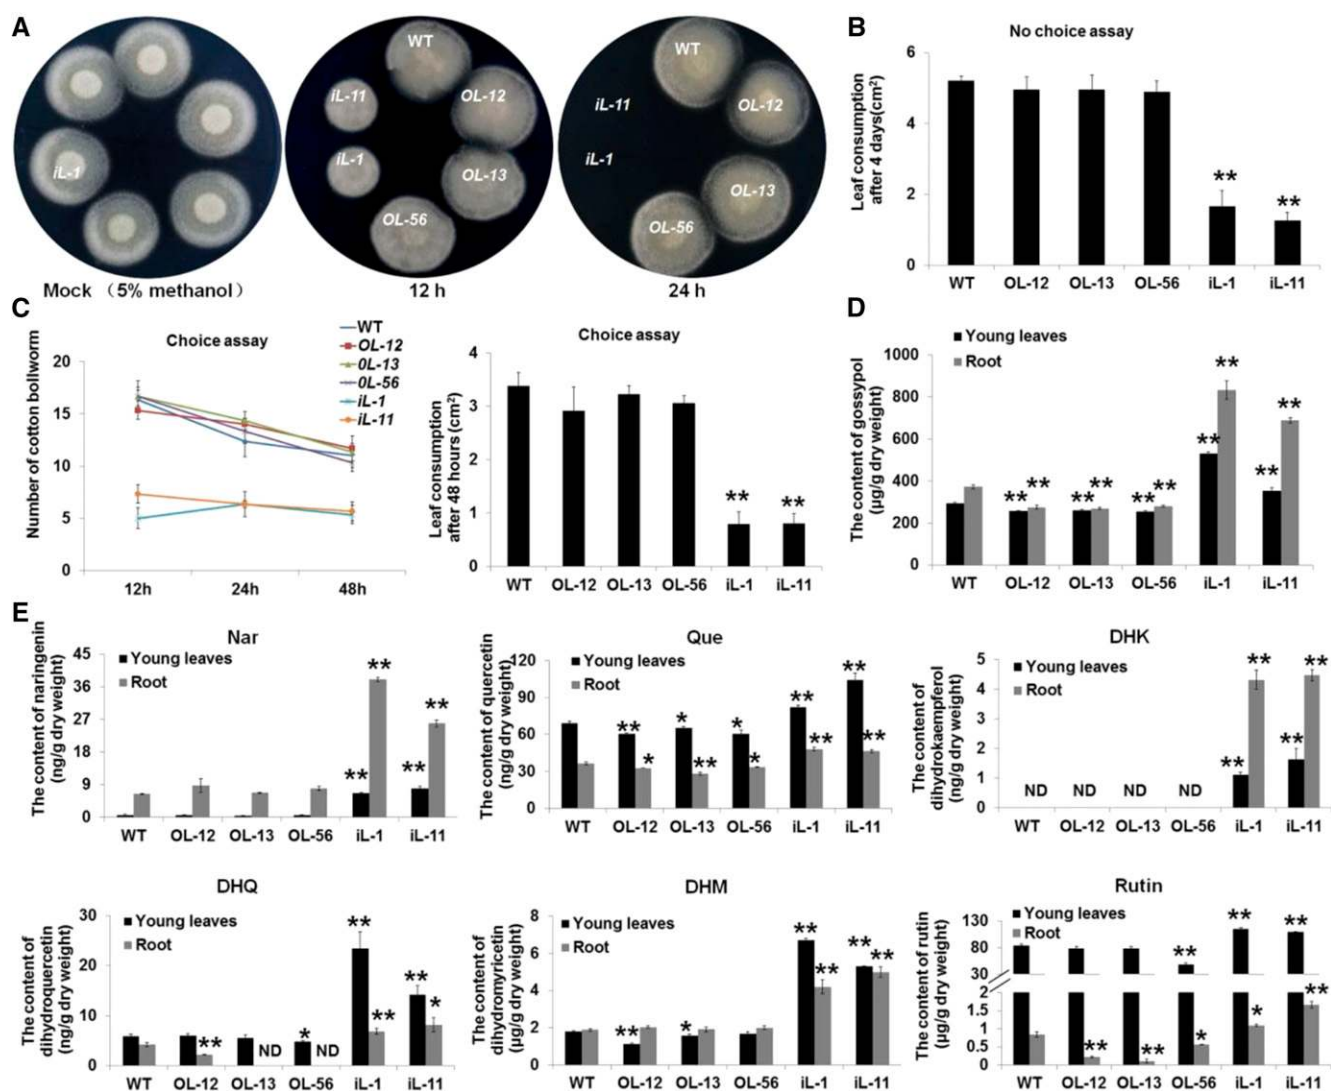 A
iL-1
Mock （5% methanol）
WT
iL-11
OL-12
iL-1
OL-13
OL-56
12 h
WT
iL-11
OL-12
iL-1
OL-13
OL-56
24 h
B
No choice assay
Leaf consumption
after 4 days(cm²)
6
4
2
0
** **
WT OL-12 OL-13 OL-56 iL-1 iL-11
C
Choice assay
WT
OL-12
0L-13
0L-56
iL-1
iL-11
Number of cotton bollworm
20
15
10
5
0
12h 24h 48h
Choice assay
Leaf consumption
after 48 hours (cm²)
4
3
2
1
0
** **
WT OL-12 OL-13 OL-56 iL-1 iL-11
D
Young leaves
Root
The content of gossypol
(µg/g dry weight)
1000
800
600
400
200
0
** ** ** ** ** ** ** ** ** **
WT OL-12 OL-13 OL-56 iL-1 iL-11
E
Nar
Young leaves
Root
The content of naringenin
(ng/g dry weight)
45
36
27
18
9
0
** ** ** **
WT OL-12 OL-13 OL-56 iL-1 iL-11
Que
Young leaves
Root
The content of quercetin
(ng/g dry weight)
120
90
60
30
0
** * * ** * * ** ** ** **
WT OL-12 OL-13 OL-56 iL-1 iL-11
DHK
Young leaves
Root
The content of
dihydrokaempferol
(ng/g dry weight)
5
4
3
2
1
0
ND ND ND ND ** ** ** **
WT OL-12 OL-13 OL-56 iL-1 iL-11
DHQ
Young leaves
Root
The content of
dihydroquercetin
(ng/g dry weight)
30
20
10
0
** ND * ND ** ** ** *
WT OL-12 OL-13 OL-56 iL-1 iL-11
DHM
Young leaves
Root
The content of
dihydromyricetin
(µg/g dry weight)
8
6
4
2
0
** * ** ** ** **
WT OL-12 OL-13 OL-56 iL-1 iL-11
Rutin
Young leaves
Root
The content of rutin
(µg/g dry weight)
130
80
30
2
1.5
1
0.5
0
** ** ** * ** * ** **
WT OL-12 OL-13 OL-56 iL-1 iL-11